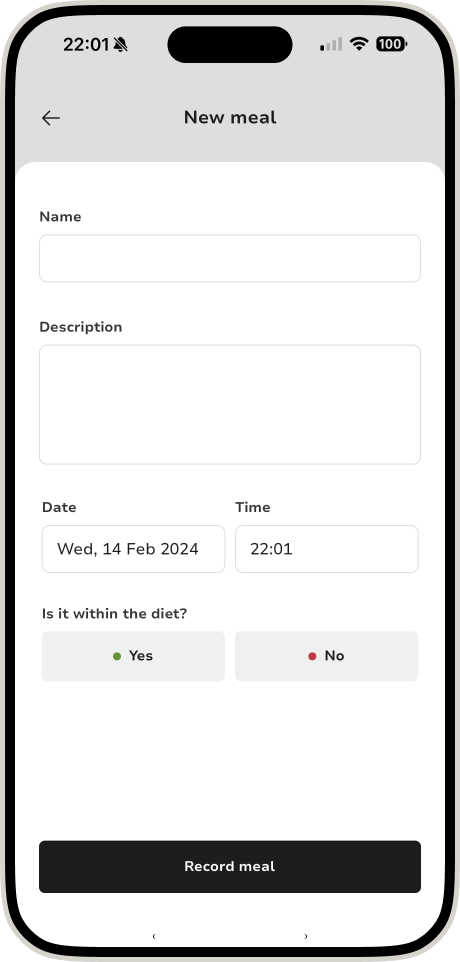 22:01 100
New meal
Name
Description
Date Time
Wed, 14 Feb 2024 22:01
Is it within the diet?
Yes No
Record meal
‹ ›